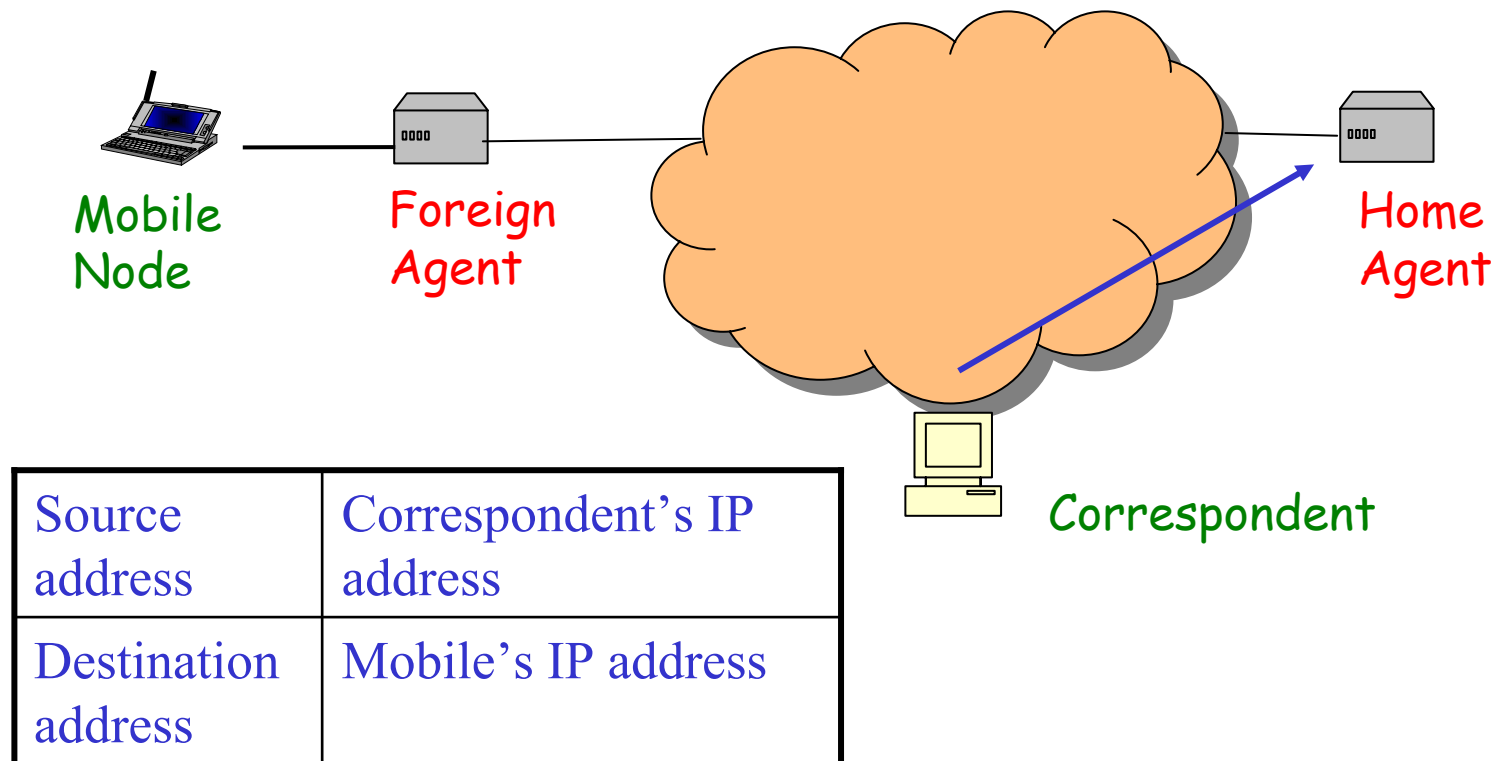 Mobile
Node
Foreign
Agent
Home
Agent
Correspondent
Source
address
Correspondent’s IP
address
Destination
address
Mobile’s IP address